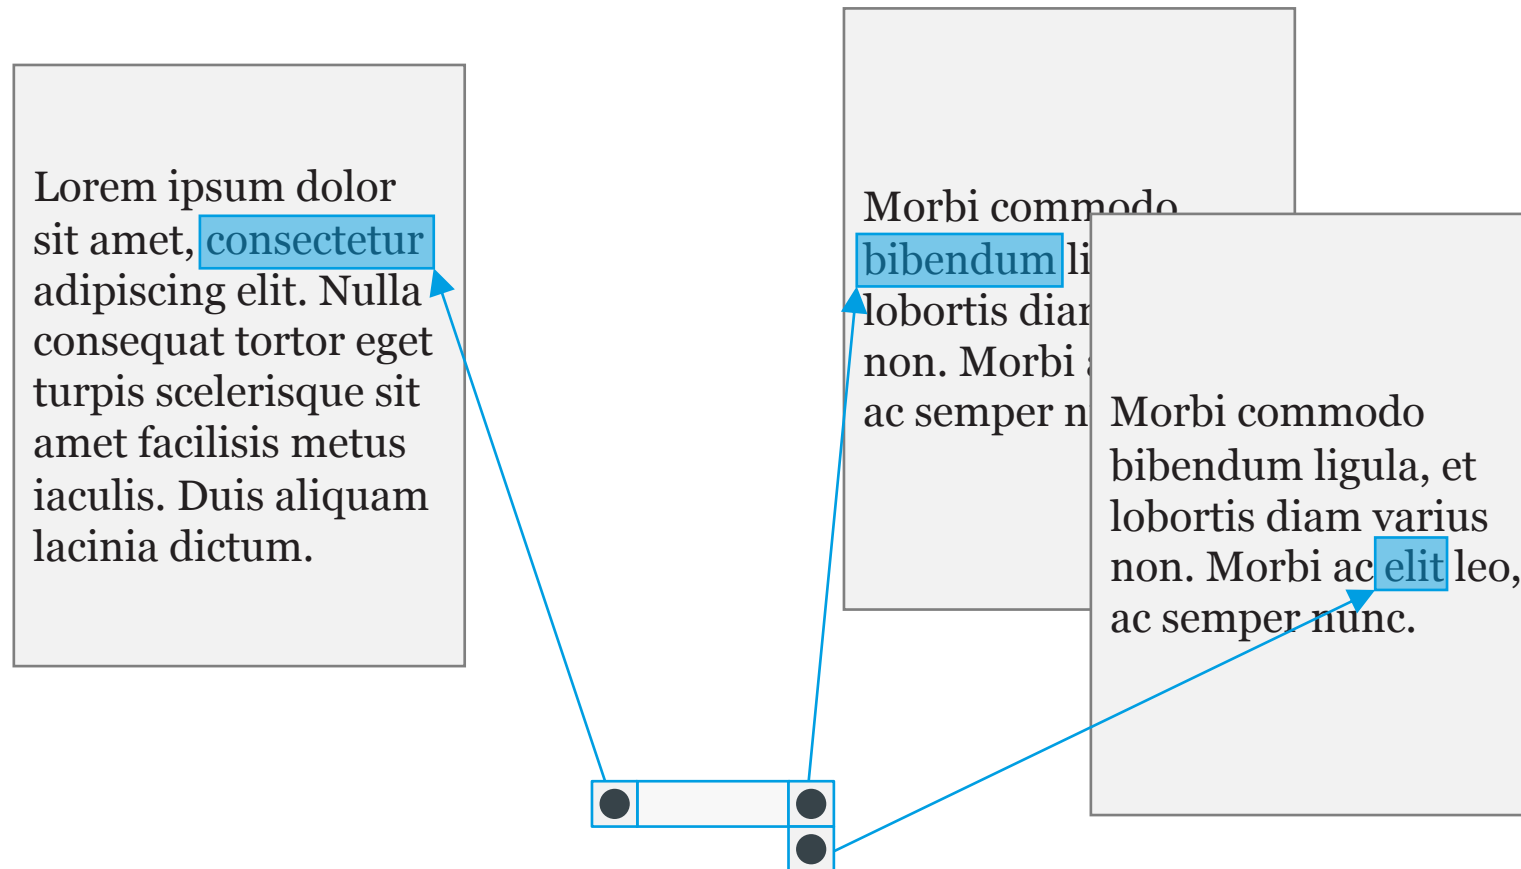 Lorem ipsum dolor
sit amet, consectetur
adipiscing elit. Nulla
consequat tortor eget
turpis scelerisque sit
amet facilisis metus
iaculis. Duis aliquam
lacinia dictum.
Morbi commodo
bibendum
lobortis
non. Morbi
ac semper
Morbi commodo
bibendum ligula, et
lobortis diam varius
non. Morbi ac elit leo,
ac semper nunc.